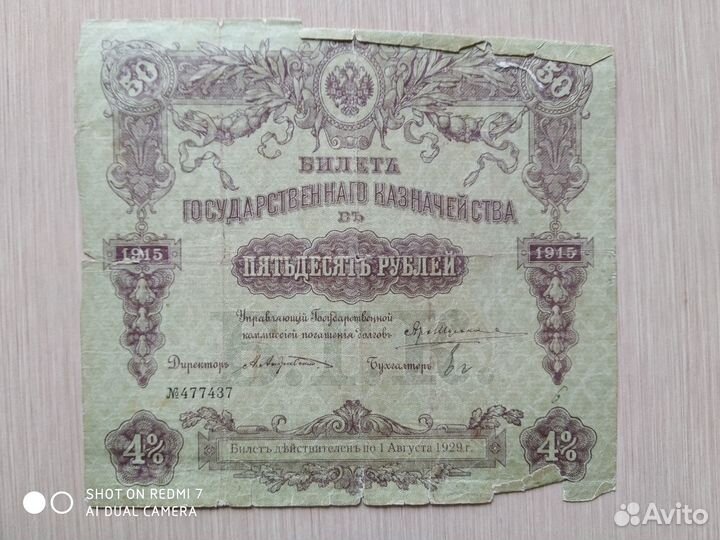 50 50
БИЛЕТЪ
ГОСУДАРСТВЕННАГО КАЗНАЧЕЙСТВА
ВЪ
1915 1915
ПЯТЬДЕСЯТЪ РУБЛЕЙ
Управляющій Государственной
коммиссіей погашенія долговъ
Директоръ Бухгалтеръ
№477437
4% 4%
Билетъ дѣйствителенъ по 1 Августа 1929 г.
SHOT ON REDMI 7
AI DUAL CAMERA
Avito